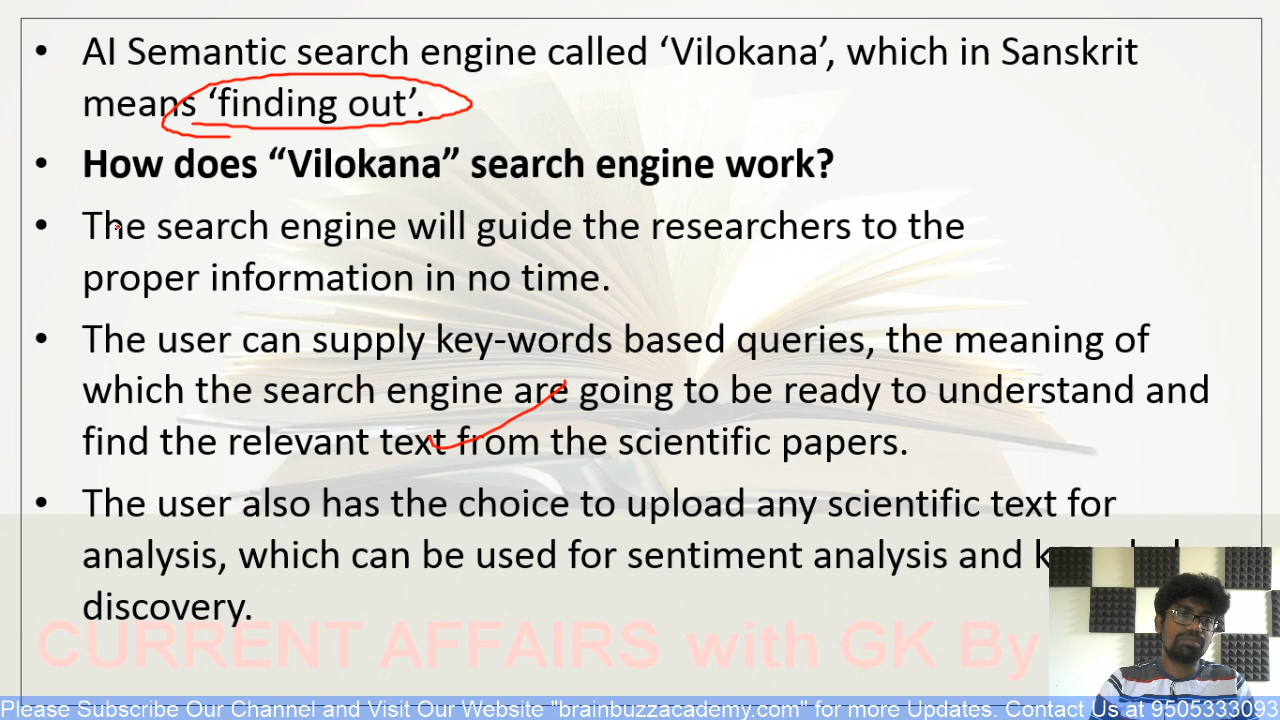 • AI Semantic search engine called ‘Vilokana’, which in Sanskrit
means ‘finding out’.
• How does “Vilokana” search engine work?
• The search engine will guide the researchers to the
proper information in no time.
• The user can supply key-words based queries, the meaning of
which the search engine are going to be ready to understand and
find the relevant text from the scientific papers.
• The user also has the choice to upload any scientific text for
analysis, which can be used for sentiment analysis and
discovery.
CURRENT AFFAIRS with GK By
Please Subscribe Our Channel and Visit Our Website "brainbuzzacademy.com" for more Updates. Contact Us at 9505333093